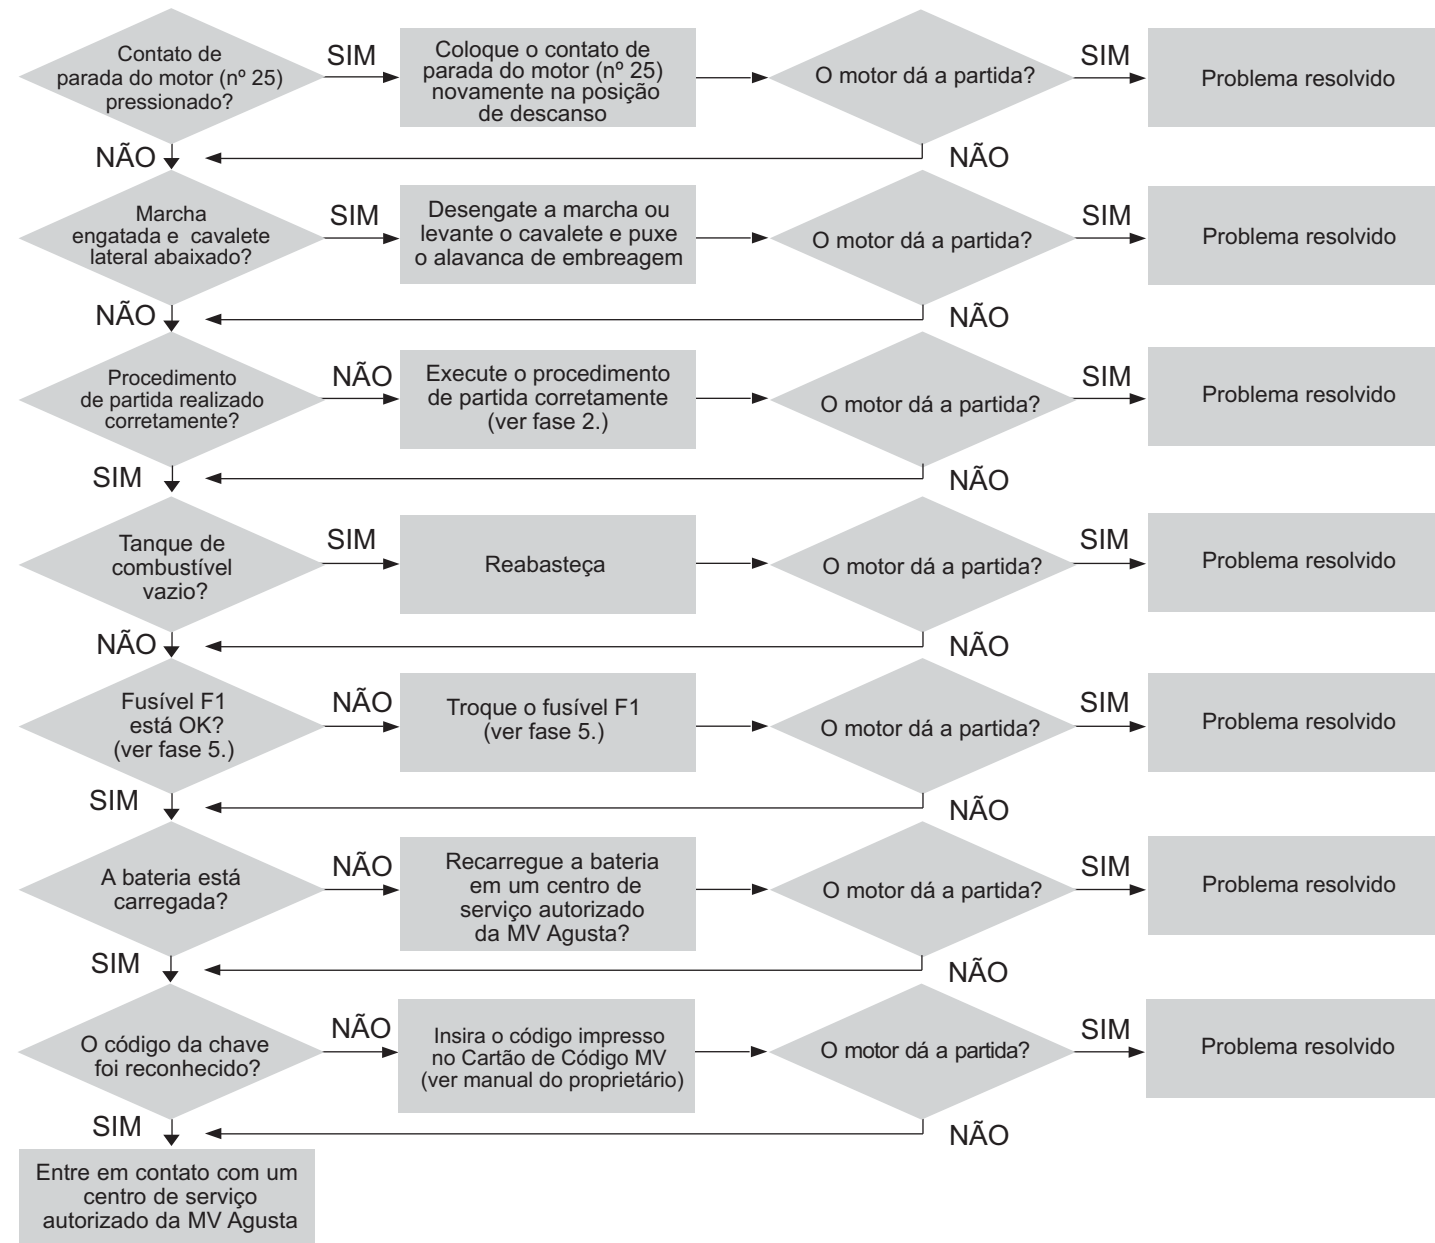 Contato de
parada do motor (nº 25)
pressionado?
SIM
Coloque o contato de
parada do motor (nº 25)
novamente na posição
de descanso
O motor dá a partida?
SIM
Problema resolvido
NÃO
NÃO
Marcha
engatada e cavalete
lateral abaixado?
SIM
Desengate a marcha ou
levante o cavalete e puxe
o alavanca de embreagem
O motor dá a partida?
SIM
Problema resolvido
NÃO
NÃO
Procedimento
de partida realizado
corretamente?
NÃO
Execute o procedimento
de partida corretamente
(ver fase 2.)
O motor dá a partida?
SIM
Problema resolvido
SIM
NÃO
Tanque de
combustível
vazio?
SIM
Reabasteça
O motor dá a partida?
SIM
Problema resolvido
NÃO
NÃO
Fusível F1
está OK?
(ver fase 5.)
NÃO
Troque o fusível F1
(ver fase 5.)
O motor dá a partida?
SIM
Problema resolvido
SIM
NÃO
A bateria está
carregada?
NÃO
Recarregue a bateria
em um centro de
serviço autorizado
da MV Agusta?
O motor dá a partida?
SIM
Problema resolvido
SIM
NÃO
O código da chave
foi reconhecido?
NÃO
Insira o código impresso
no Cartão de Código MV
(ver manual do proprietário)
O motor dá a partida?
SIM
Problema resolvido
SIM
NÃO
Entre em contato com um
centro de serviço
autorizado da MV Agusta